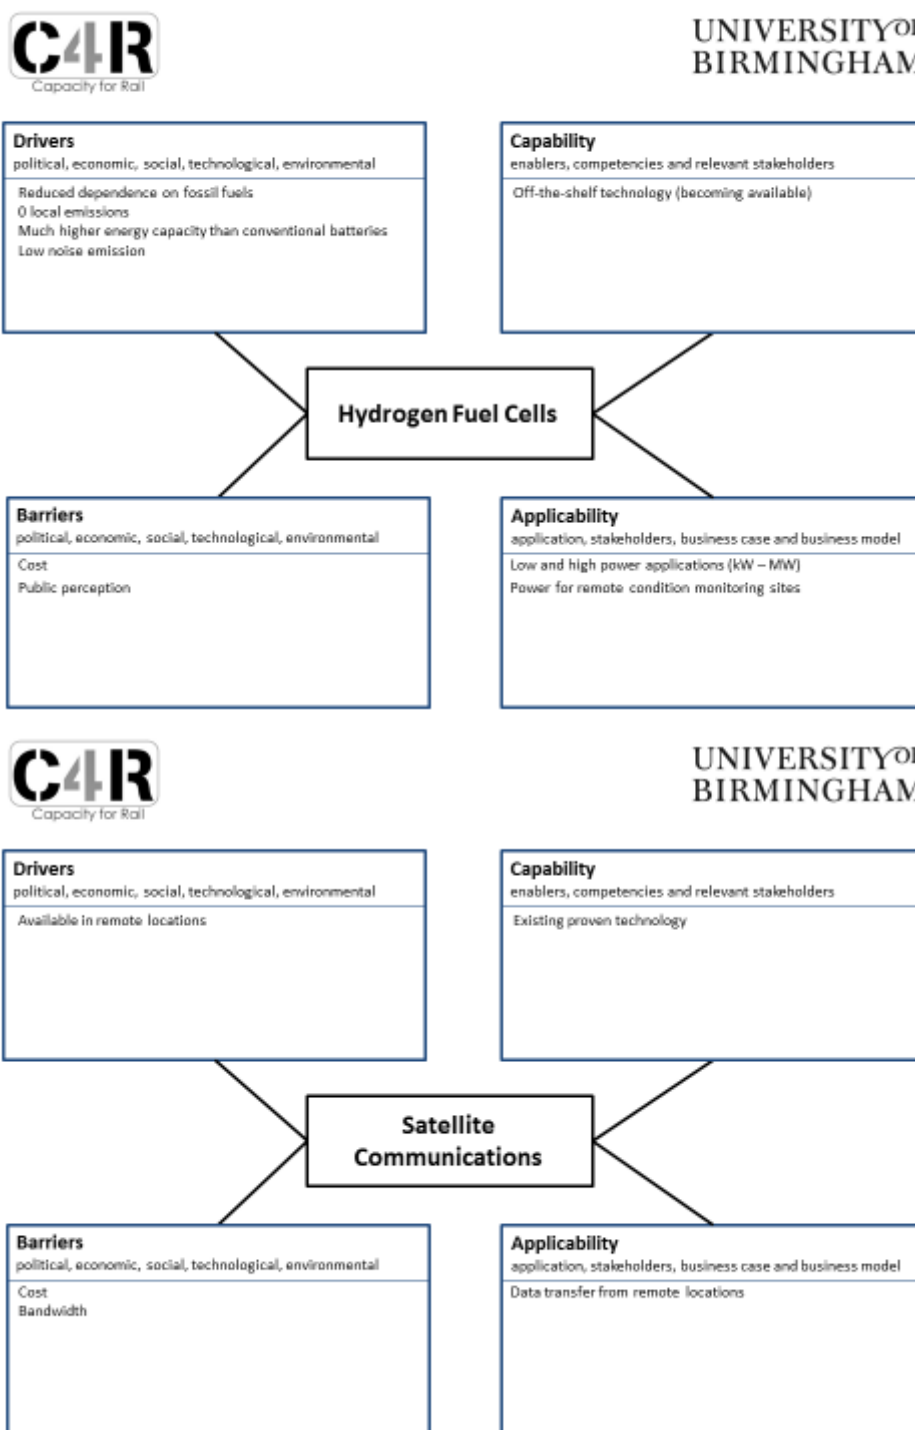 C4R
Capacity for Rail
UNIVERSITY OF
BIRMINGHAM
Drivers
political, economic, social, technological, environmental
Reduced dependence on fossil fuels
0 local emissions
Much higher energy capacity than conventional batteries
Low noise emission
Capability
enablers, competencies and relevant stakeholders
Off-the-shelf technology (becoming available)
Hydrogen Fuel Cells
Barriers
political, economic, social, technological, environmental
Cost
Public perception
Applicability
application, stakeholders, business case and business model
Low and high power applications (kW – MW)
Power for remote condition monitoring sites
C4R
Capacity for Rail
UNIVERSITY OF
BIRMINGHAM
Drivers
political, economic, social, technological, environmental
Available in remote locations
Capability
enablers, competencies and relevant stakeholders
Existing proven technology
Satellite
Communications
Barriers
political, economic, social, technological, environmental
Cost
Bandwidth
Applicability
application, stakeholders, business case and business model
Data transfer from remote locations